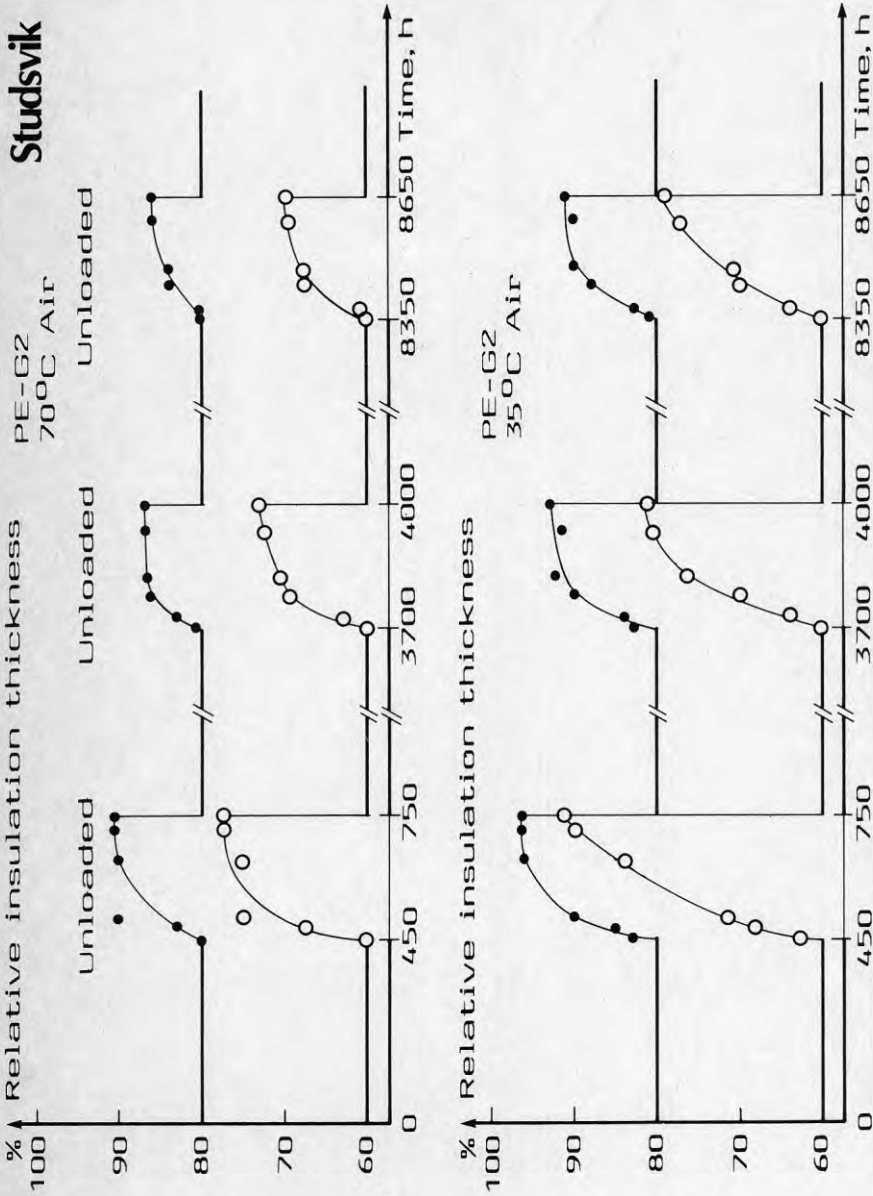 Studsvik
% Relative insulation thickness
PE-G2
70°C Air
Unloaded
Unloaded
Unloaded
100
90
80
70
60
0
450
750
3700
4000
8350
8650
Time, h
% Relative insulation thickness
PE-G2
35°C Air
100
90
80
70
60
0
450
750
3700
4000
8350
8650
Time, h